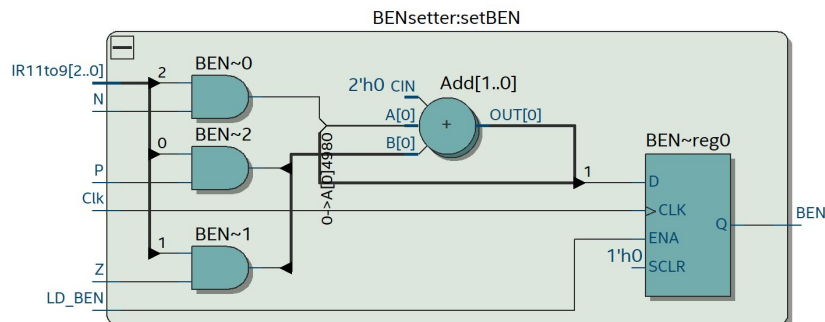 BENsetter:setBEN
IR11to9[2..0]
2
BEN~0
2'h0 CIN
Add[1..0]
N
A[0]
+
OUT[0]
0
BEN~2
B[0]
BEN~reg0
0->A[0]4980
P
1
D
Clk
CLK
BEN~1
Q
BEN
1
ENA
Z
1'h0
SCLR
LD_BEN